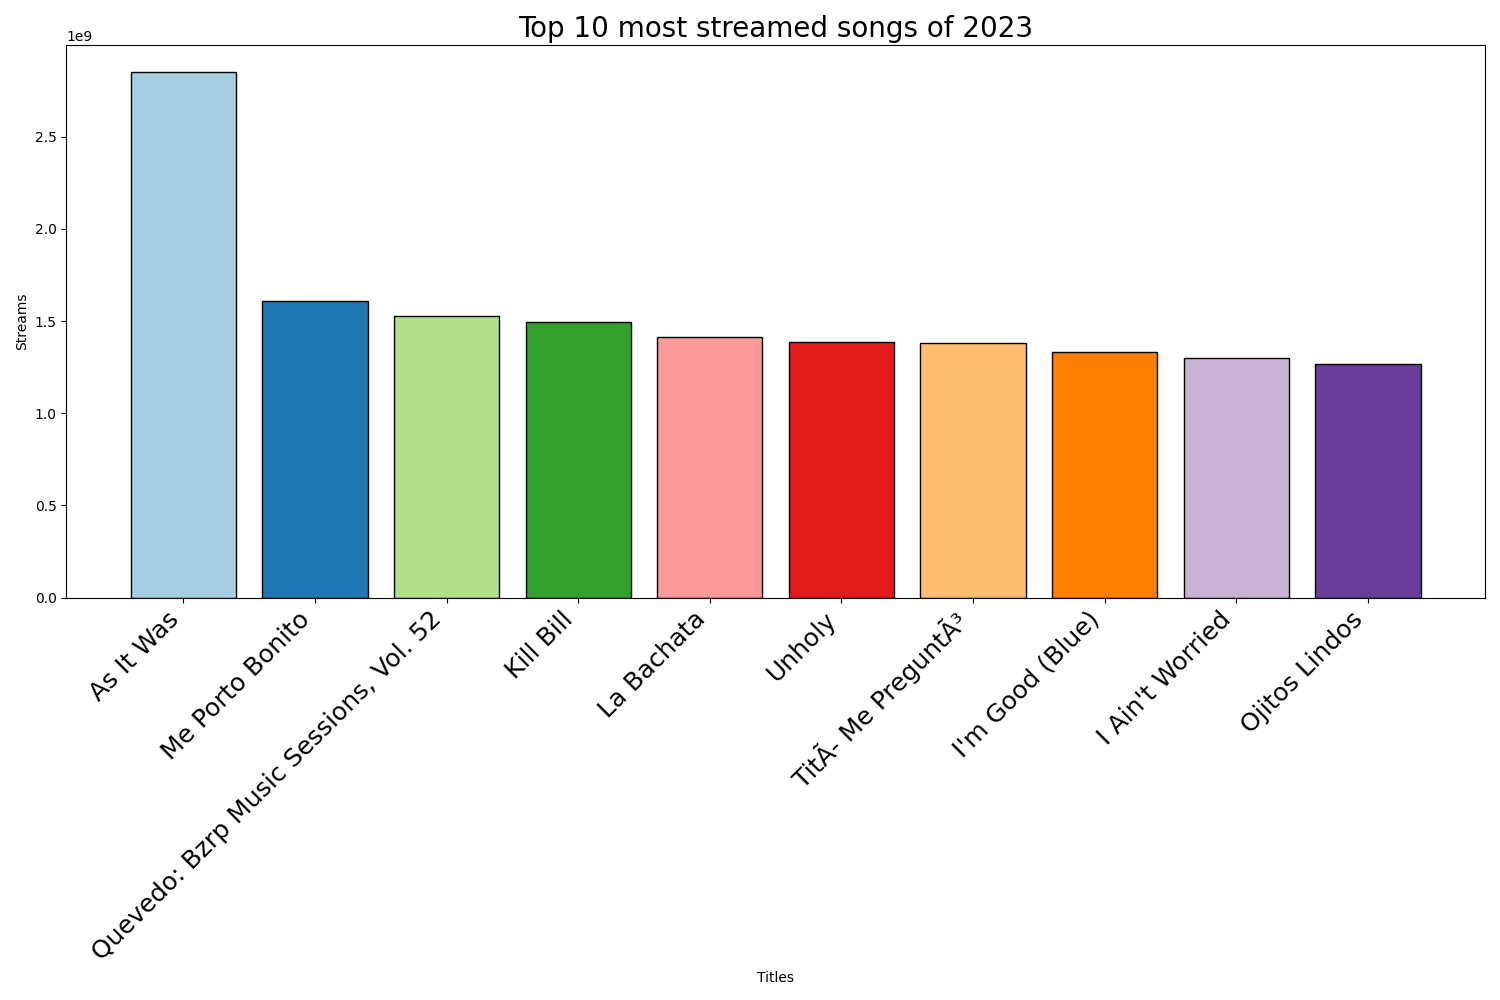 Top 10 most streamed songs of 2023
1e9
2.5
2.0
1.5
1.0
0.5
0.0
Streams
As It Was
Me Porto Bonito
Quevedo: Bzrp Music Sessions, Vol. 52
Kill Bill
La Bachata
Unholy
TitÃ- Me PreguntÃ³
I'm Good (Blue)
I Ain't Worried
Ojitos Lindos
Titles